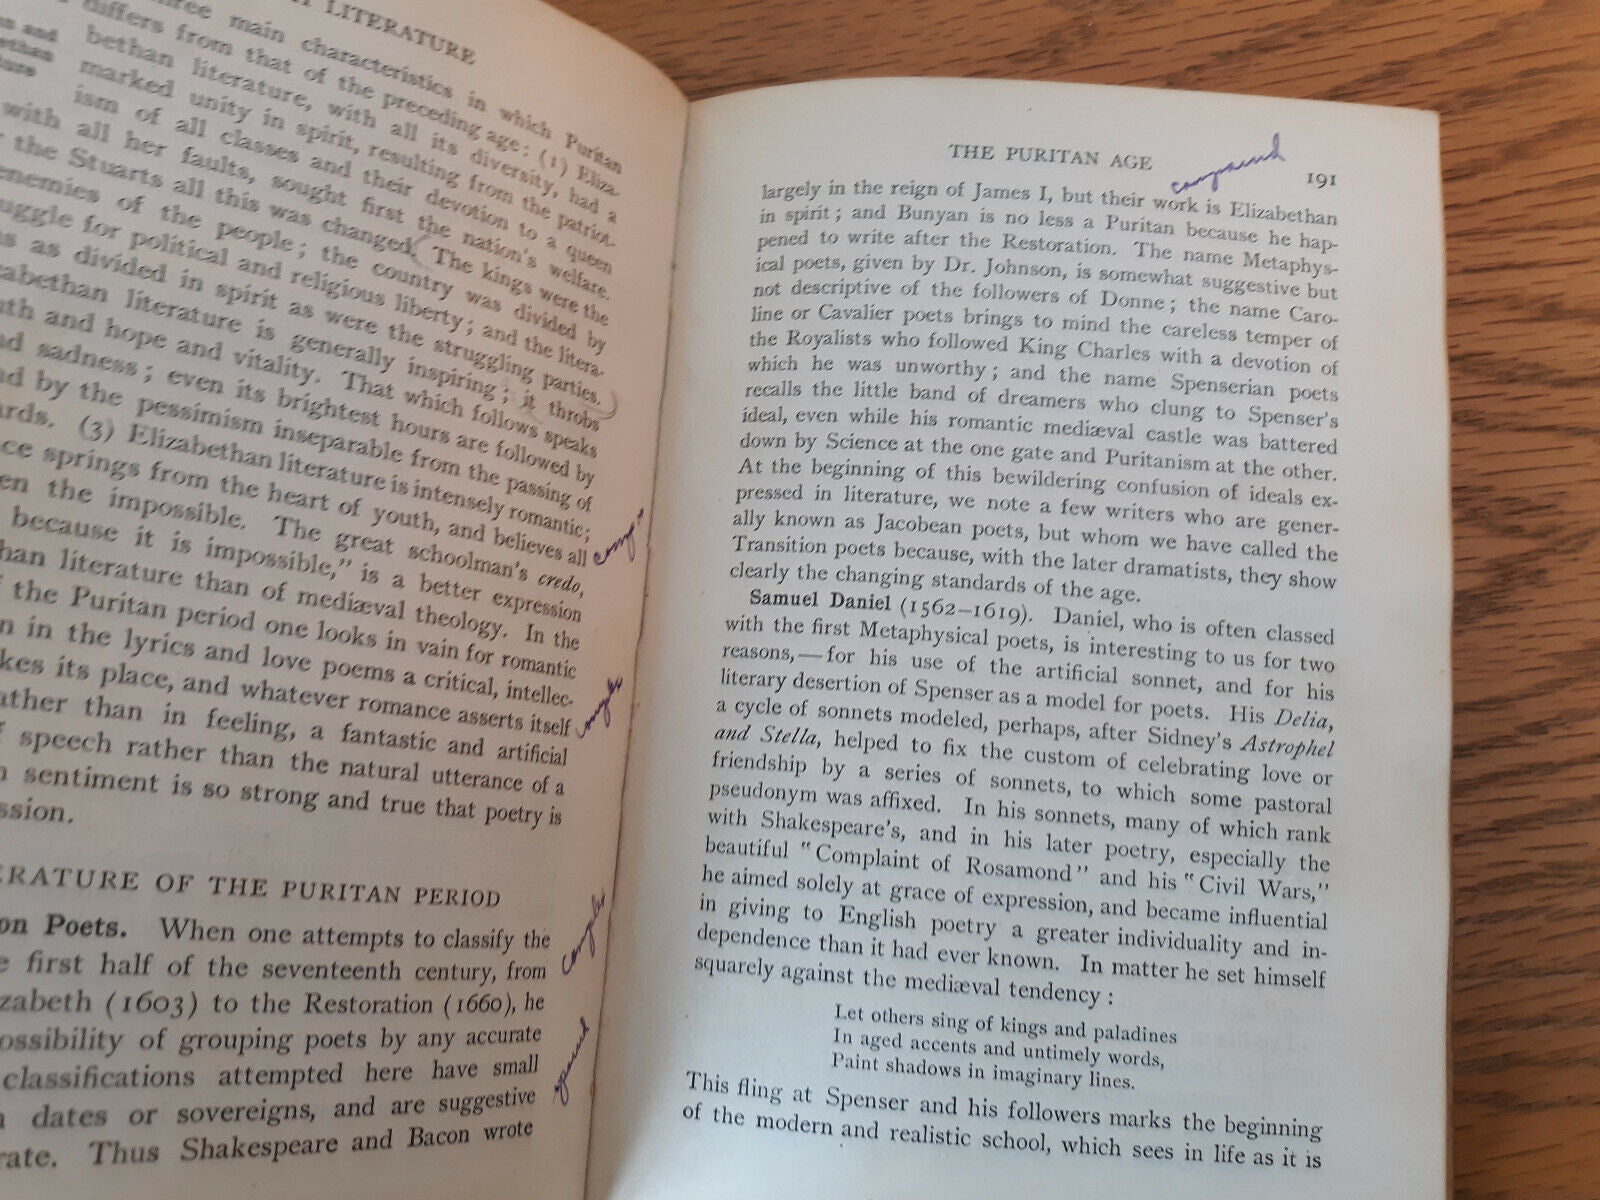 LITERATURE
three main characteristics in which Puritan
differs from that of the preceding age: (1) Eliza-
bethan literature, with all its diversity, had a
marked unity in spirit, resulting from the patriot-
ism of all classes and their devotion to a queen
with all her faults, sought first the nation's welfare.
the Stuarts all this was changed. The kings were the
enemies of the people; the country was divided by
uggle for political and religious liberty; and the litera-
as divided in spirit as were the struggling parties.
zabethan literature is generally inspiring; it throbs
and hope and vitality. That which follows speaks
sadness; even its brightest hours are followed by
by the pessimism inseparable from the passing of
ards. (3) Elizabethan literature is intensely romantic;
ce springs from the heart of youth, and believes all
en the impossible. The great schoolman's credo,
because it is impossible," is a better expression
han literature than of mediæval theology. In the
the Puritan period one looks in vain for romantic
n in the lyrics and love poems a critical, intellec-
kes its place, and whatever romance asserts itself
ather than in feeling, a fantastic and artificial
f speech rather than the natural utterance of a
n sentiment is so strong and true that poetry is
ssion.
ERATURE OF THE PURITAN PERIOD
on Poets. When one attempts to classify the
e first half of the seventeenth century, from
izabeth (1603) to the Restoration (1660), he
ossibility of grouping poets by any accurate
classifications attempted here have small
n dates or sovereigns, and are suggestive
rate. Thus Shakespeare and Bacon wrote
THE PURITAN AGE 191
largely in the reign of James I, but their work is Elizabethan
in spirit; and Bunyan is no less a Puritan because he hap-
pened to write after the Restoration. The name Metaphys-
ical poets, given by Dr. Johnson, is somewhat suggestive but
not descriptive of the followers of Donne; the name Caro-
line or Cavalier poets brings to mind the careless temper of
the Royalists who followed King Charles with a devotion of
which he was unworthy; and the name Spenserian poets
recalls the little band of dreamers who clung to Spenser's
ideal, even while his romantic mediæval castle was battered
down by Science at the one gate and Puritanism at the other.
At the beginning of this bewildering confusion of ideals ex-
pressed in literature, we note a few writers who are gener-
ally known as Jacobean poets, but whom we have called the
Transition poets because, with the later dramatists, they show
clearly the changing standards of the age.
Samuel Daniel (1562–1619). Daniel, who is often classed
with the first Metaphysical poets, is interesting to us for two
reasons,—for his use of the artificial sonnet, and for his
literary desertion of Spenser as a model for poets. His Delia,
a cycle of sonnets modeled, perhaps, after Sidney's Astrophel
and Stella, helped to fix the custom of celebrating love or
friendship by a series of sonnets, to which some pastoral
pseudonym was affixed. In his sonnets, many of which rank
with Shakespeare's, and in his later poetry, especially the
beautiful "Complaint of Rosamond" and his "Civil Wars,"
he aimed solely at grace of expression, and became influential
in giving to English poetry a greater individuality and in-
dependence than it had ever known. In matter he set himself
squarely against the mediæval tendency:
Let others sing of kings and paladines
In aged accents and untimely words,
Paint shadows in imaginary lines.
This fling at Spenser and his followers marks the beginning
of the modern and realistic school, which sees in life as it is